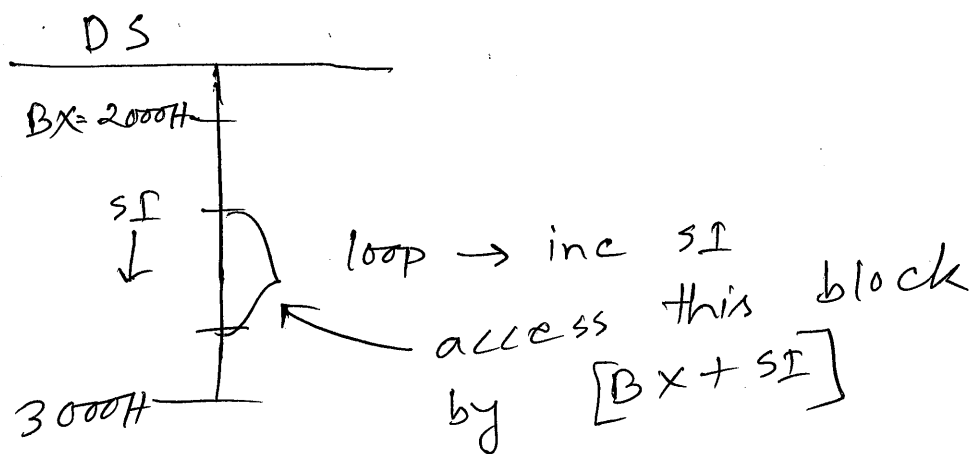 DS
BX=2000H
SI
loop → inc SI
access this block
by [BX+SI]
3000H